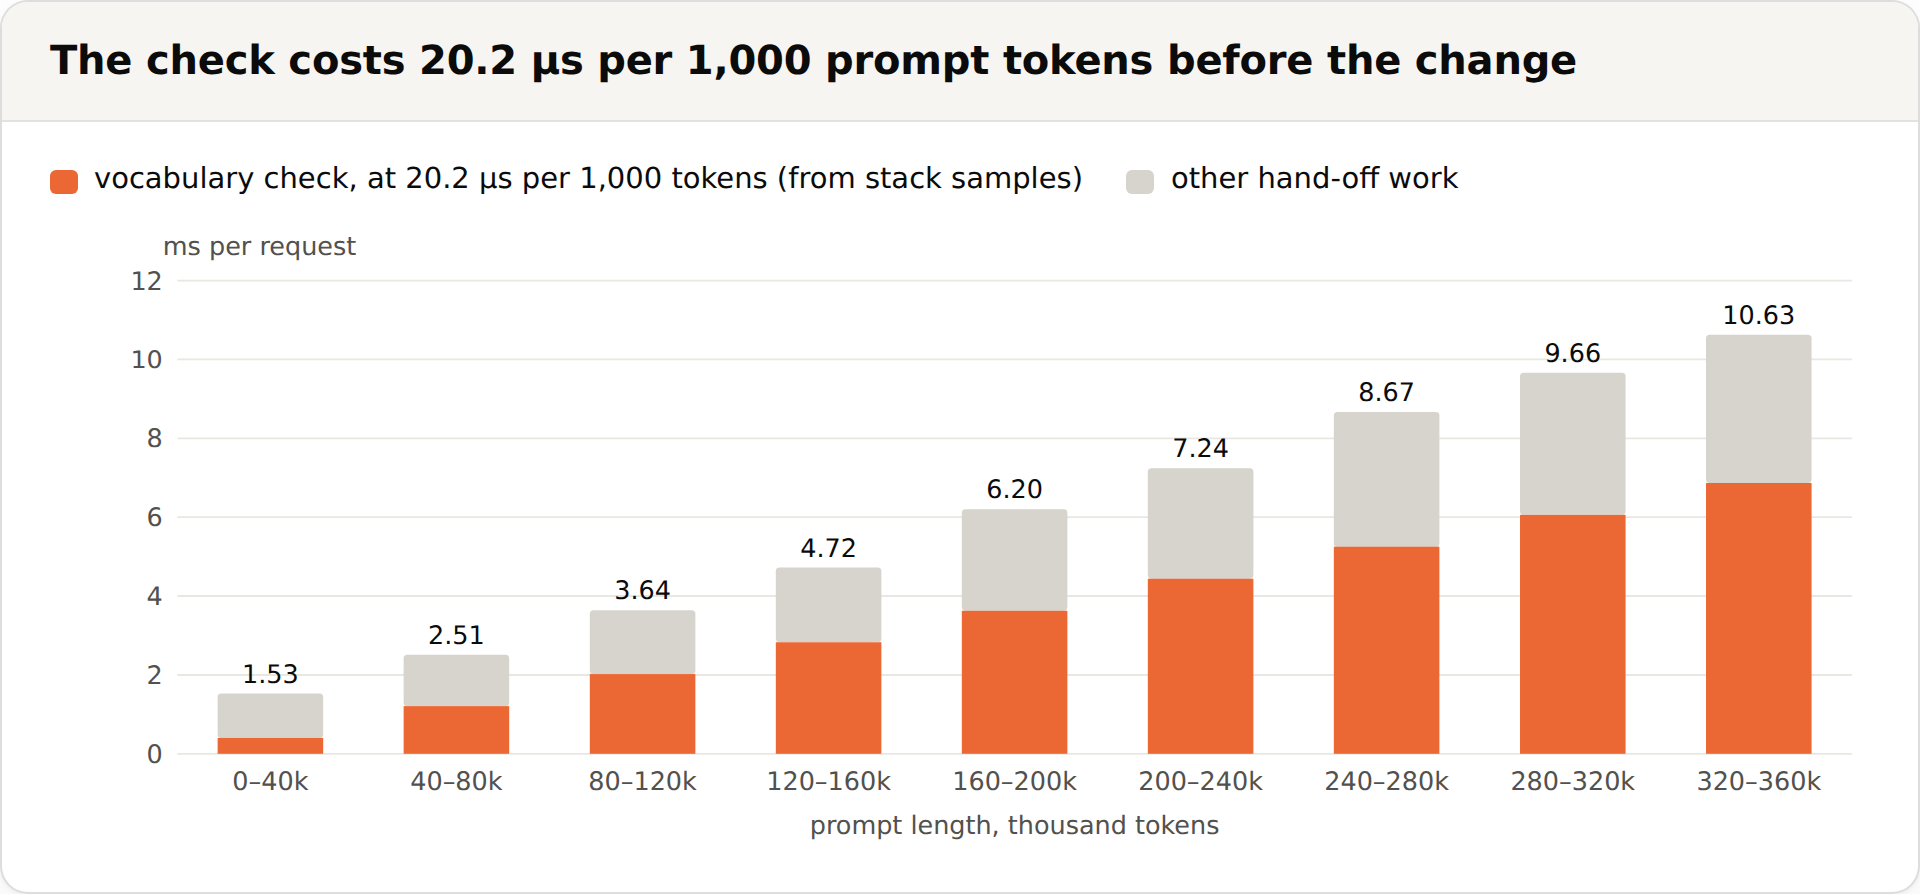 The check costs 20.2 µs per 1,000 prompt tokens before the change
vocabulary check, at 20.2 µs per 1,000 tokens (from stack samples)
other hand-off work
ms per request
12
10
8
6
4
2
0
1.53
2.51
3.64
4.72
6.20
7.24
8.67
9.66
10.63
0–40k
40–80k
80–120k
120–160k
160–200k
200–240k
240–280k
280–320k
320–360k
prompt length, thousand tokens